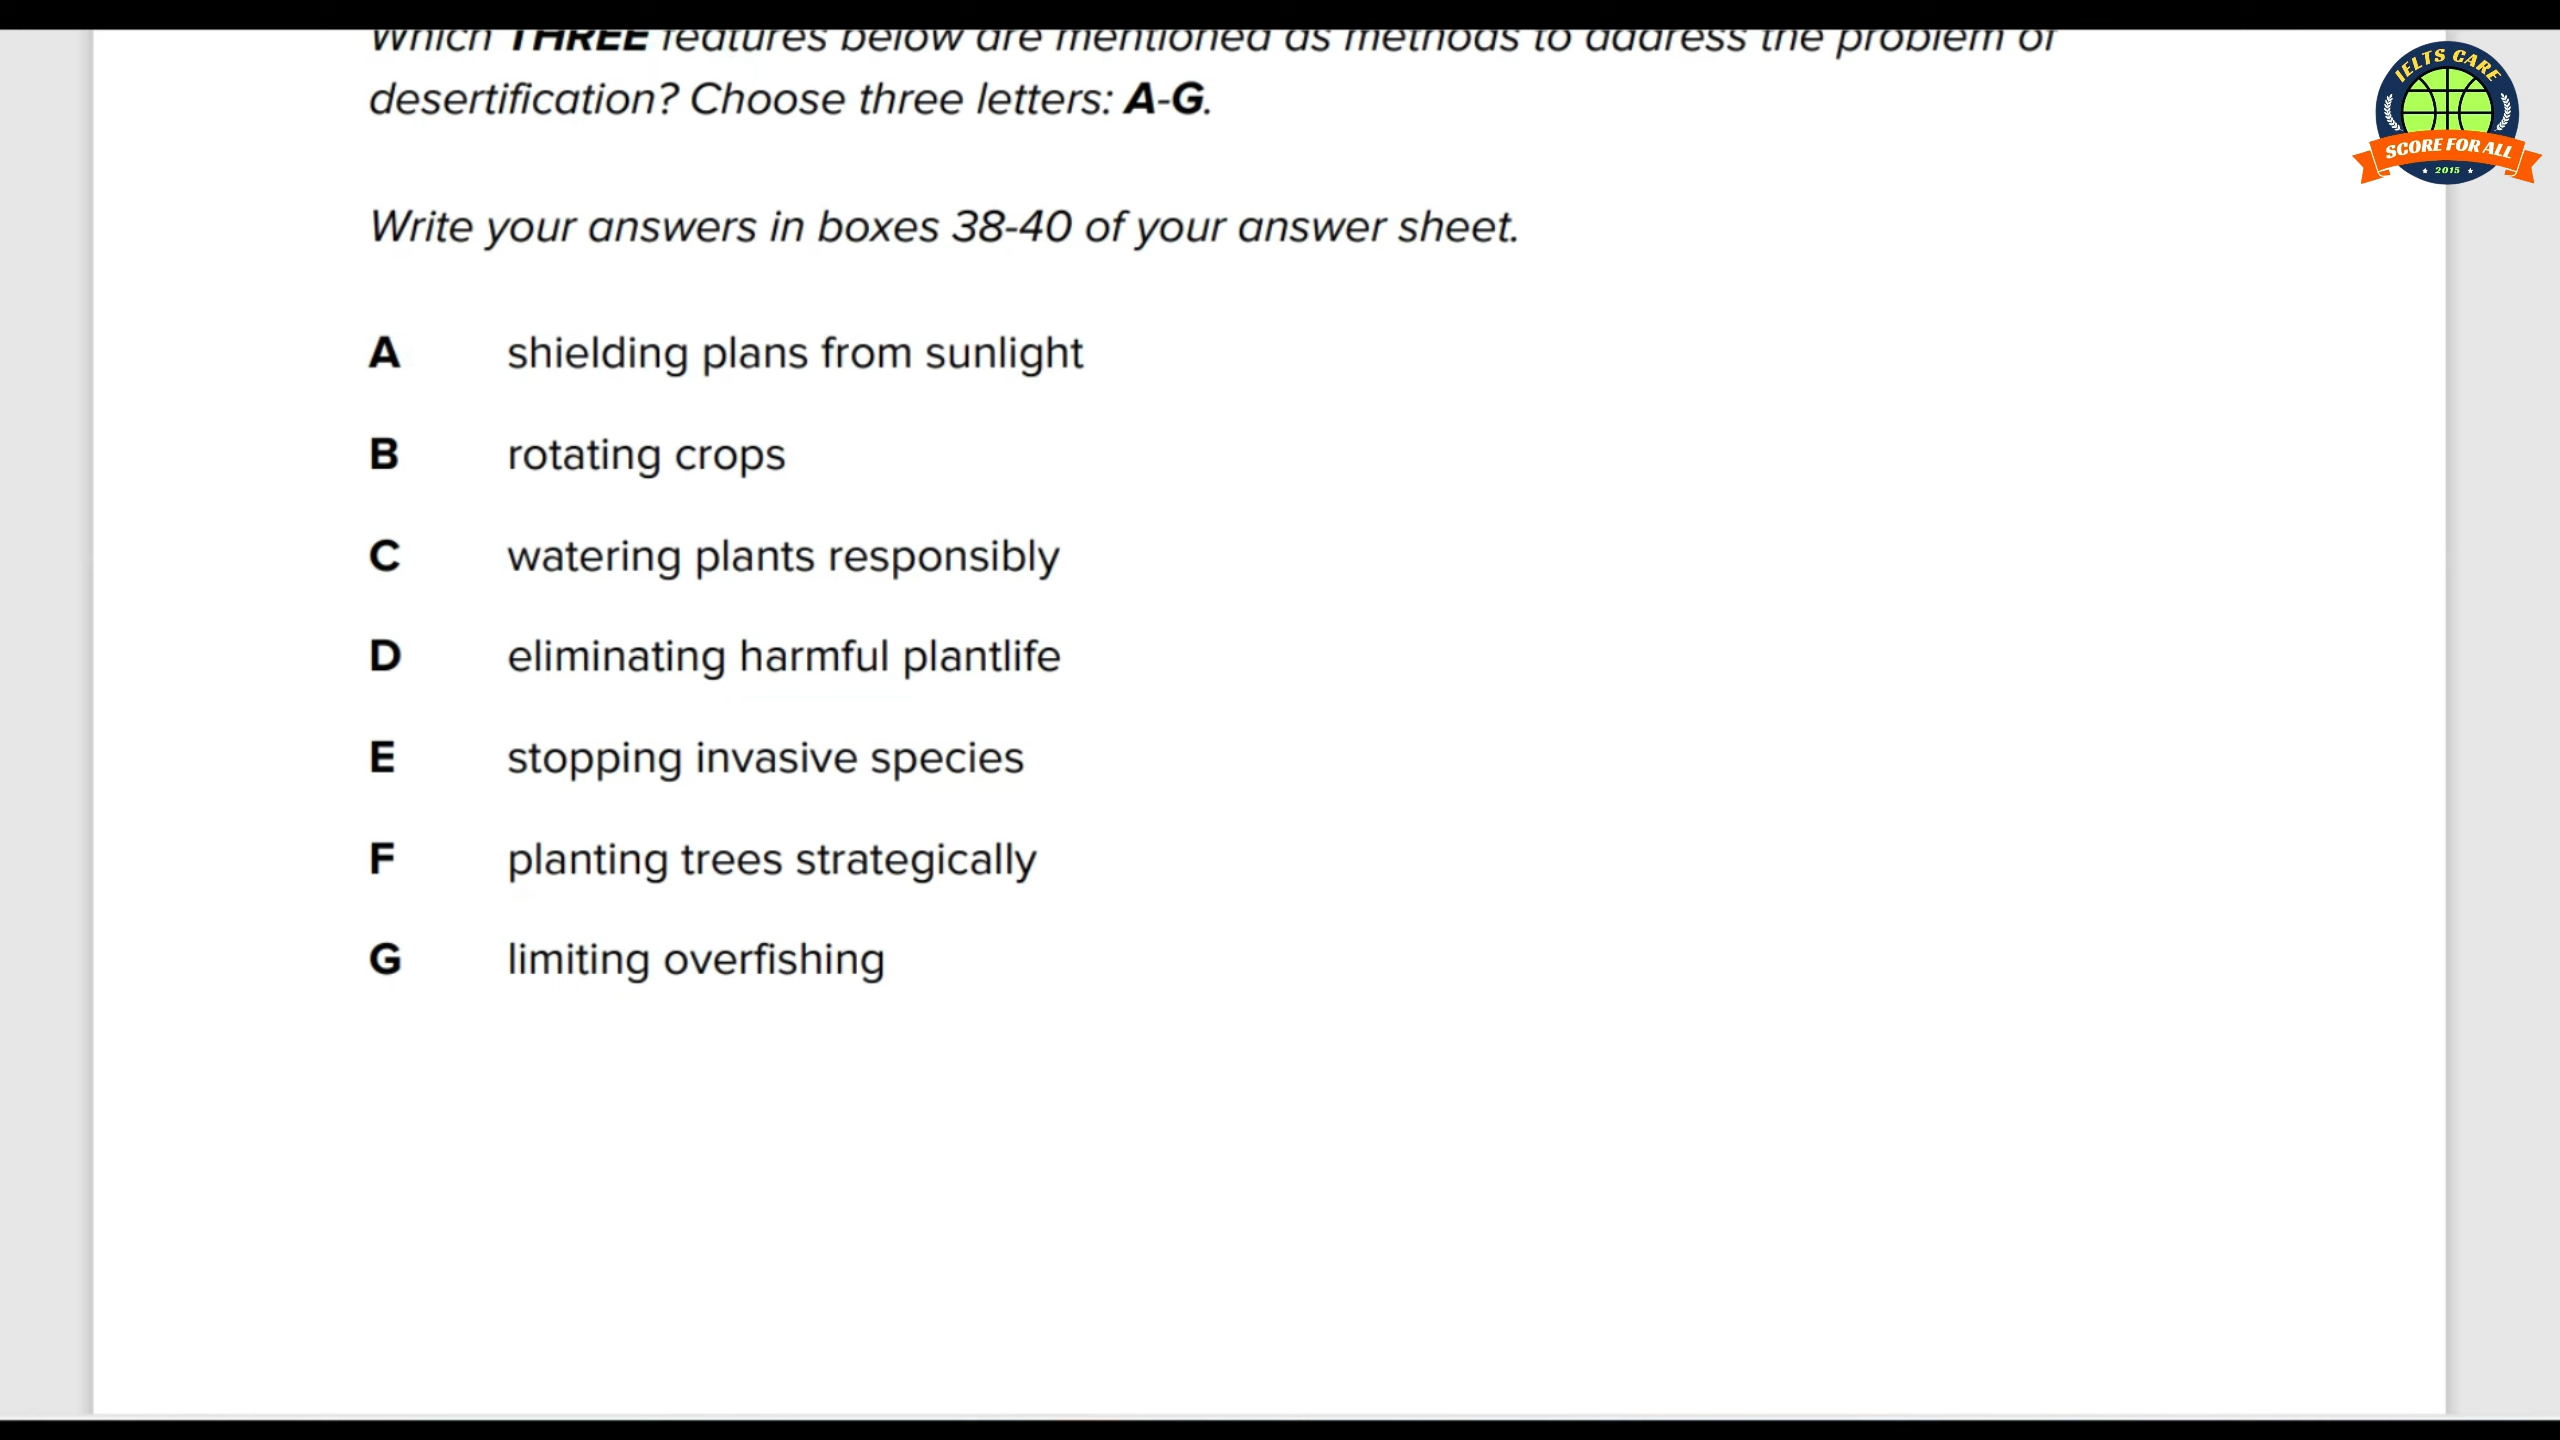 Which THREE features below are mentioned as methods to address the problem of
desertification? Choose three letters: A-G.
Write your answers in boxes 38-40 of your answer sheet.
A shielding plans from sunlight
B rotating crops
C watering plants responsibly
D eliminating harmful plantlife
E stopping invasive species
F planting trees strategically
G limiting overfishing
IELTS CARE
SCORE FOR ALL
2015